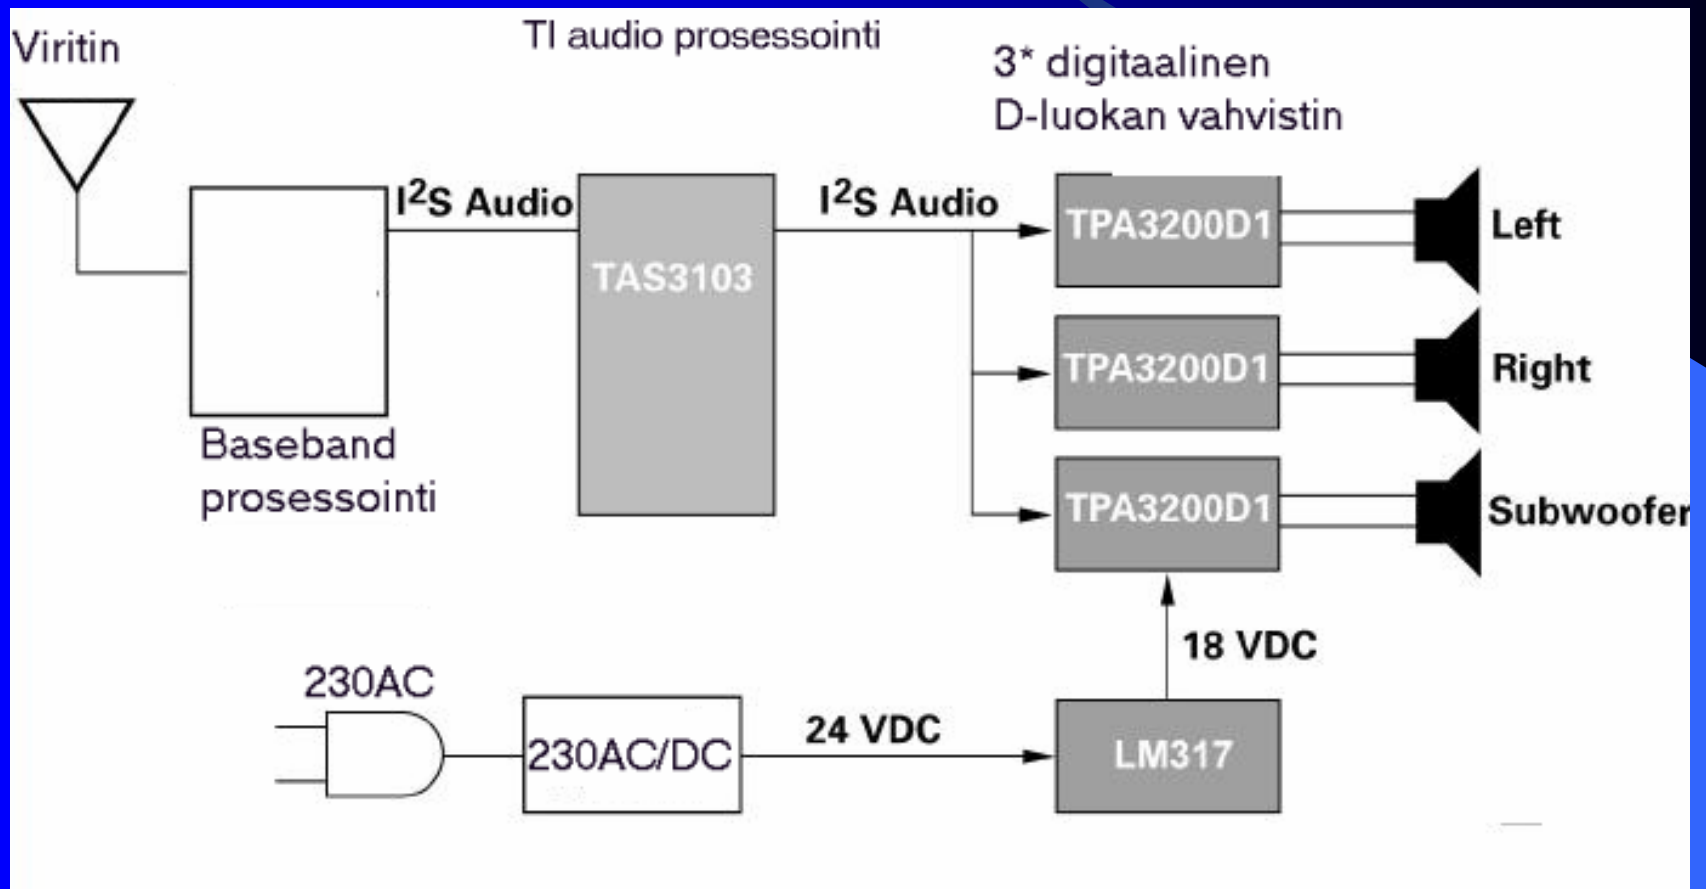 Viritin
TI audio prosessointi
3* digitaalinen
D-luokan vahvistin
I²S Audio
I²S Audio
TAS3103
TPA3200D1
Left
TPA3200D1
Right
TPA3200D1
Subwoofer
Baseband
prosessointi
18 VDC
230AC
230AC/DC
24 VDC
LM317